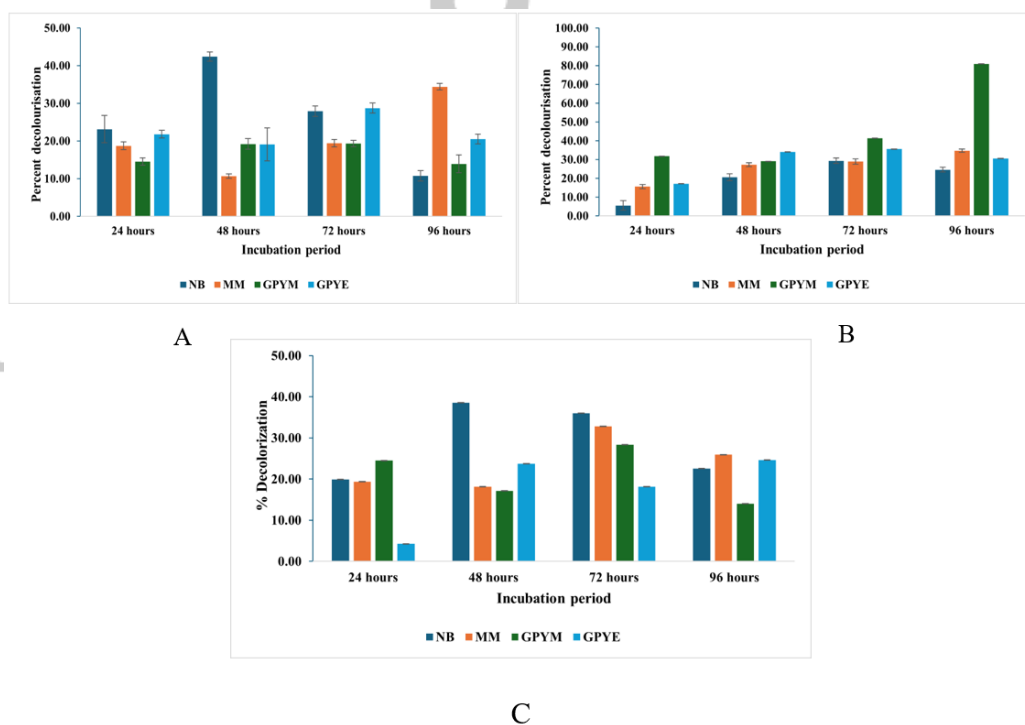 50.00
40.00
30.00
20.00
10.00
0.00
Percent decolourisation
24 hours 48 hours 72 hours 96 hours
Incubation period
NB MM GPYM GPYE
A
100.00
90.00
80.00
70.00
60.00
50.00
40.00
30.00
20.00
10.00
0.00
Percent decolourisation
24 hours 48 hours 72 hours 96 hours
Incubation period
NB MM GPYM GPYE
B
50.00
40.00
30.00
20.00
10.00
0.00
% Decolorization
24 hours 48 hours 72 hours 96 hours
Incubation period
NB MM GPYM GPYE
C